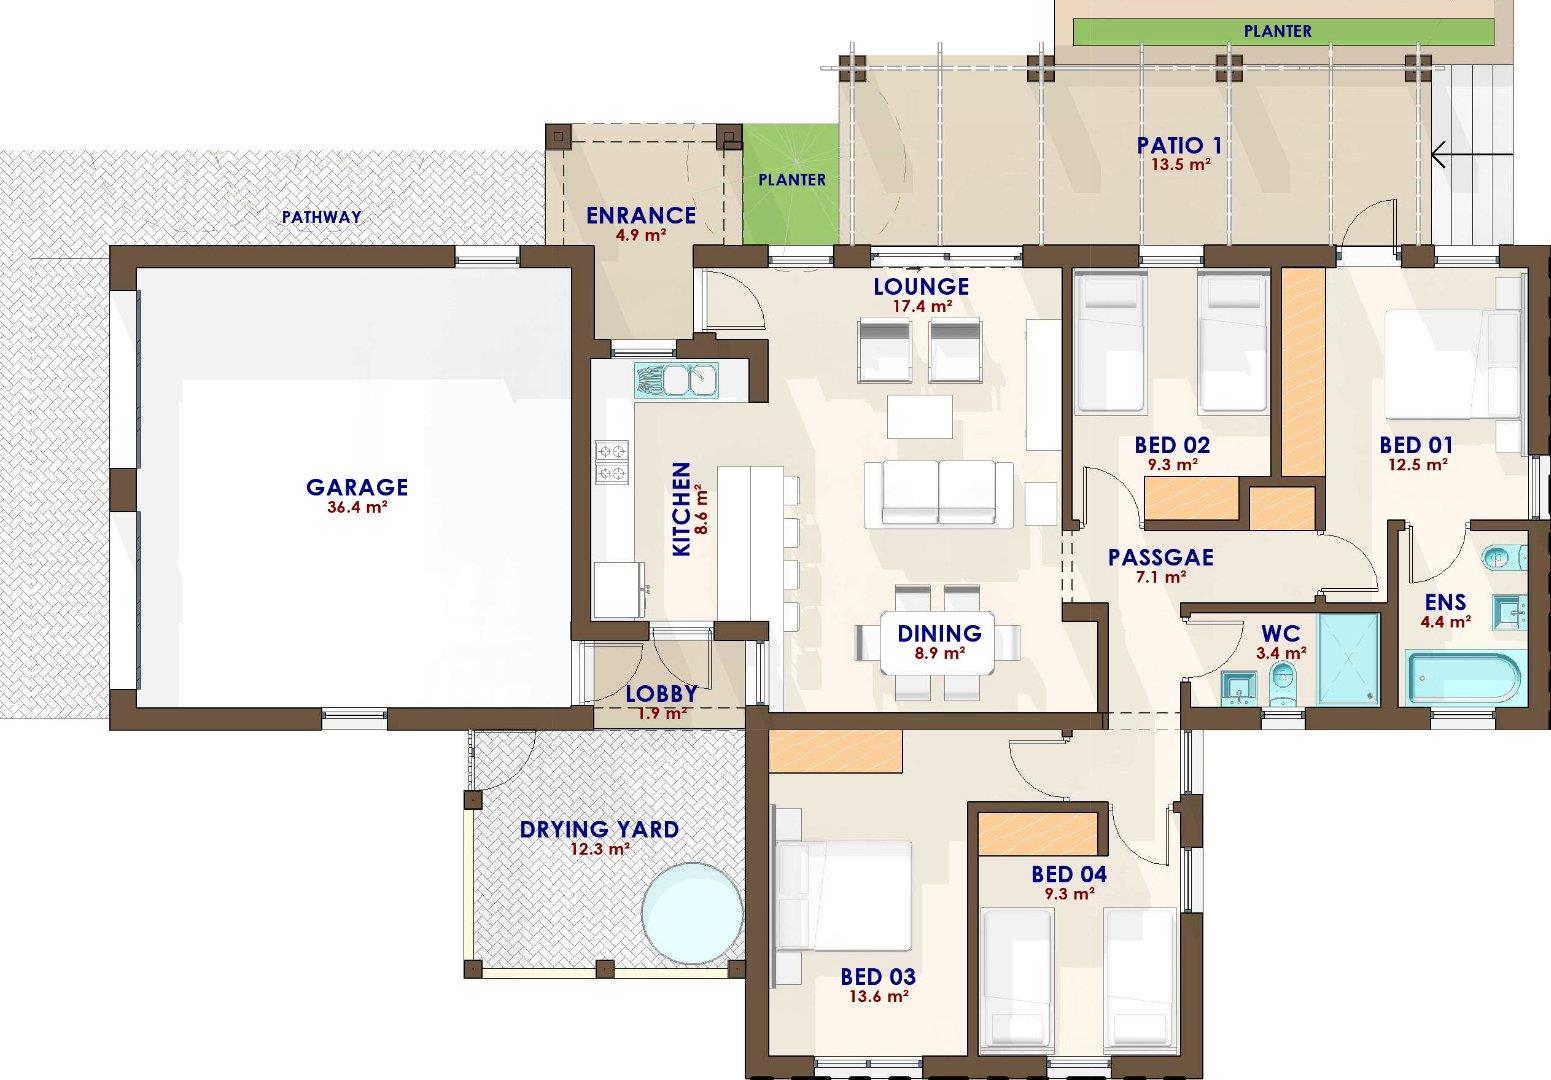 PLANTER
PATIO 1
13.5 m²
PLANTER
PATHWAY
ENRANCE
4.9 m²
LOUNGE
17.4 m²
BED 02
9.3 m²
BED 01
12.5 m²
GARAGE
36.4 m²
KITCHEN
8.6 m²
PASSGAE
7.1 m²
ENS
4.4 m²
DINING
8.9 m²
WC
3.4 m²
LOBBY
1.9 m²
DRYING YARD
12.3 m²
BED 04
9.3 m²
BED 03
13.6 m²